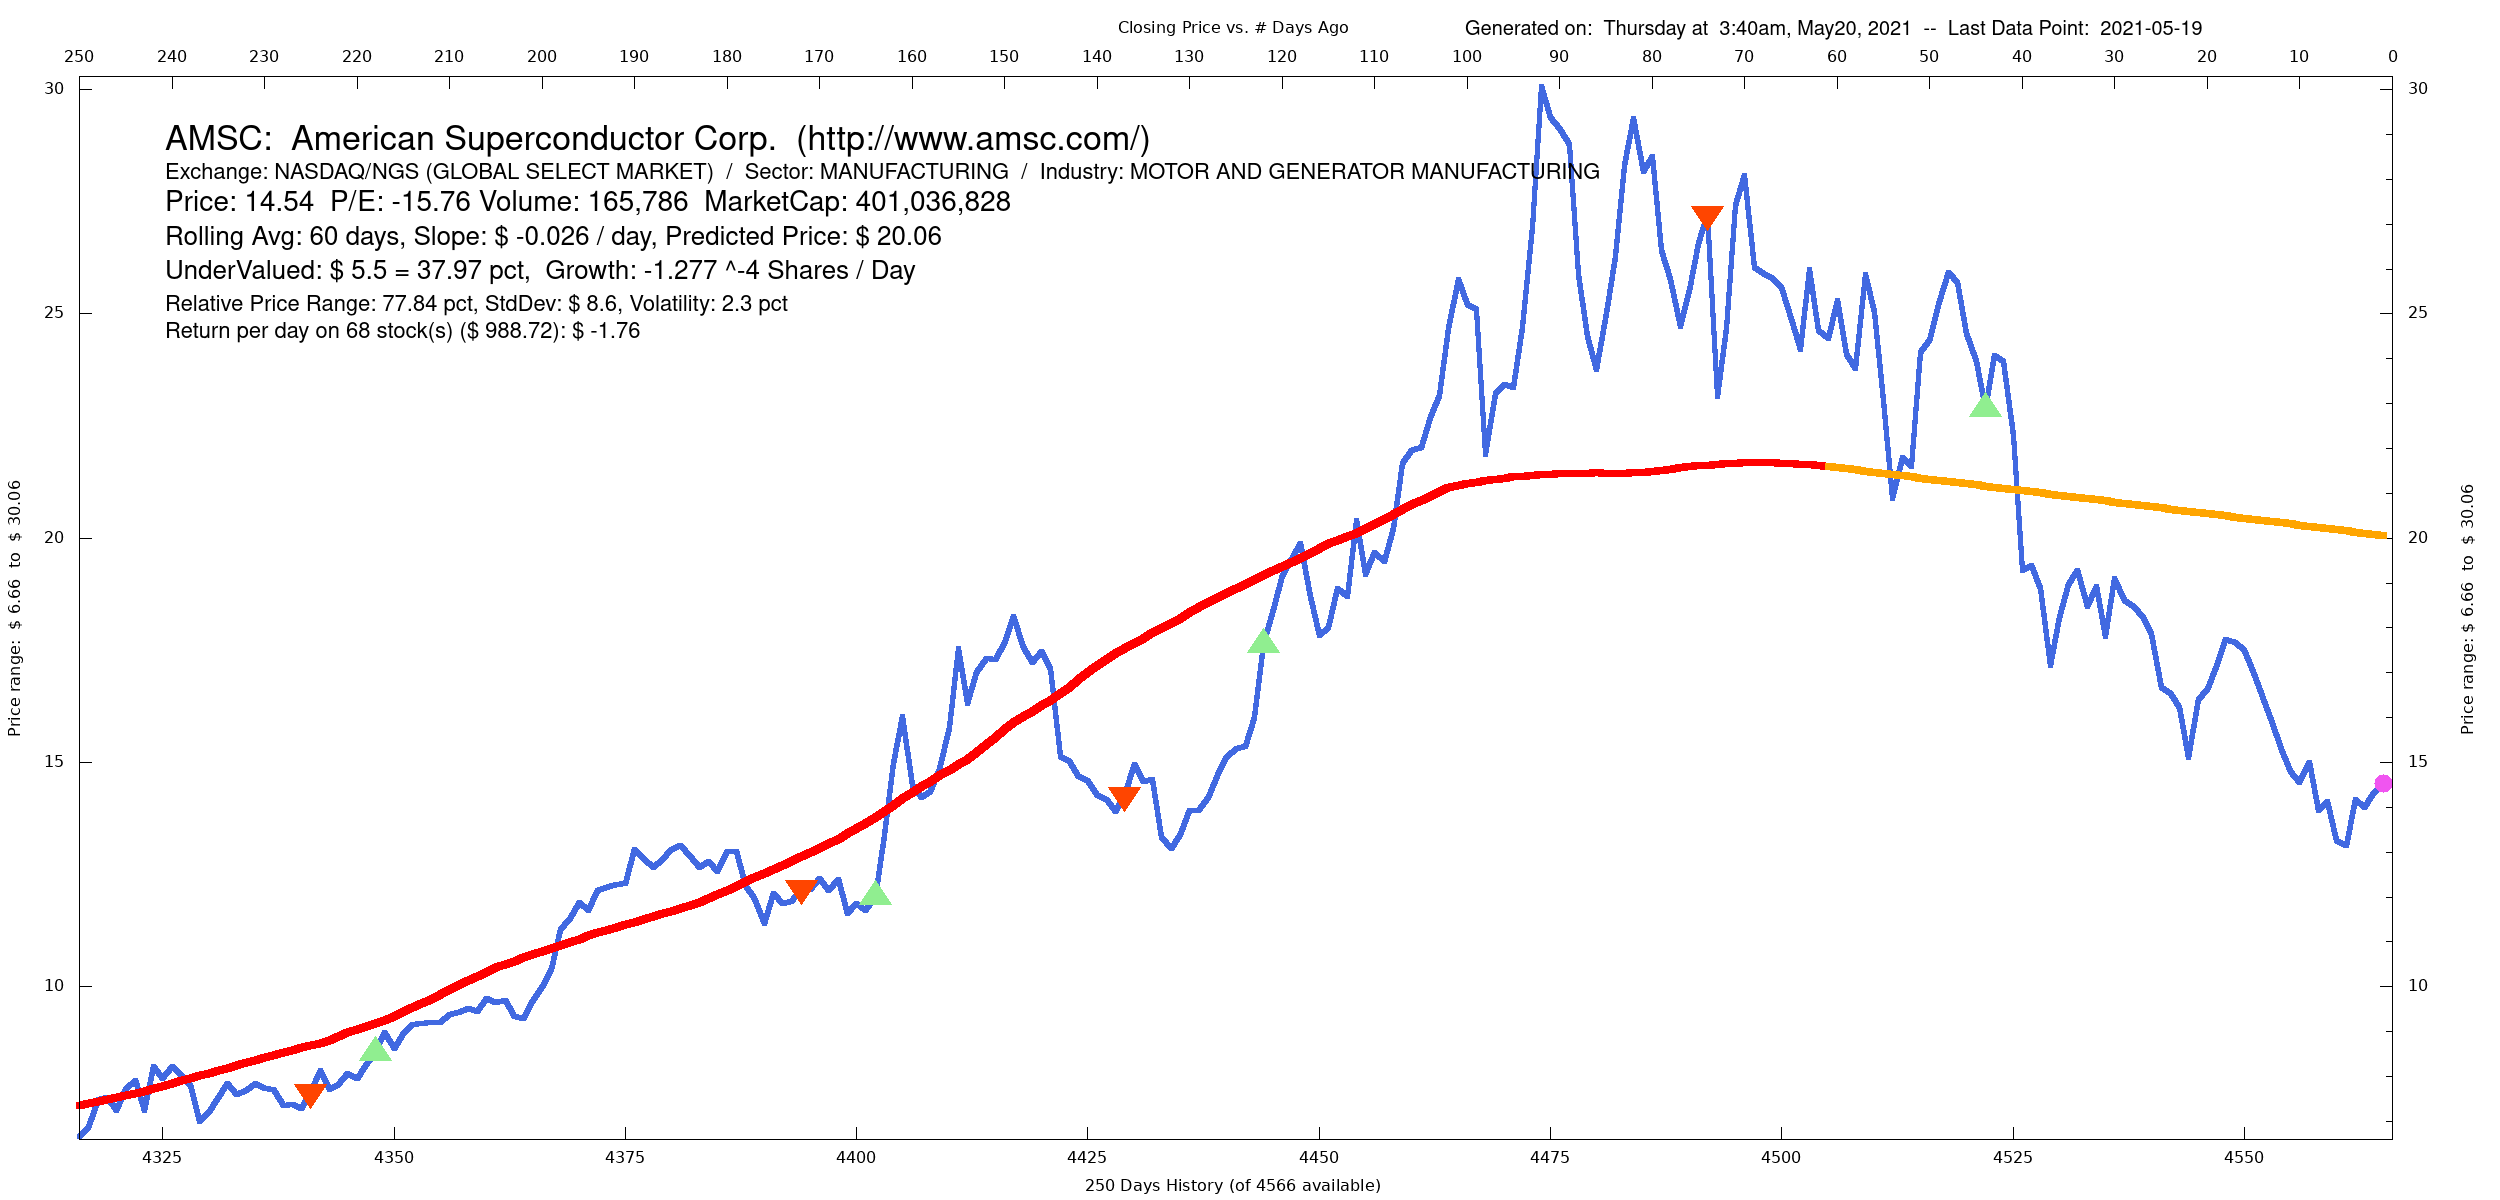 Closing Price vs. # Days Ago
Generated on:  Thursday at  3:40am, May20, 2021  --  Last Data Point:  2021-05-19
250 240 230 220 210 200 190 180 170 160 150 140 130 120 110 100 90 80 70 60 50 40 30 20 10 0
30 30
AMSC:  American Superconductor Corp.  (http://www.amsc.com/)
Exchange: NASDAQ/NGS (GLOBAL SELECT MARKET)  /  Sector: MANUFACTURING  /  Industry: MOTOR AND GENERATOR MANUFACTURING
Price: 14.54  P/E: -15.76 Volume: 165,786  MarketCap: 401,036,828
Rolling Avg: 60 days, Slope: $ -0.026 / day, Predicted Price: $ 20.06
UnderValued: $ 5.5 = 37.97 pct,  Growth: -1.277 ^-4 Shares / Day
Relative Price Range: 77.84 pct, StdDev: $ 8.6, Volatility: 2.3 pct
25 25
Return per day on 68 stock(s) ($ 988.72): $ -1.76
20 20
Price range:  $ 6.66  to  $ 30.06
Price range: $ 6.66  to  $ 30.06
15 15
10 10
4325 4350 4375 4400 4425 4450 4475 4500 4525 4550
250 Days History (of 4566 available)